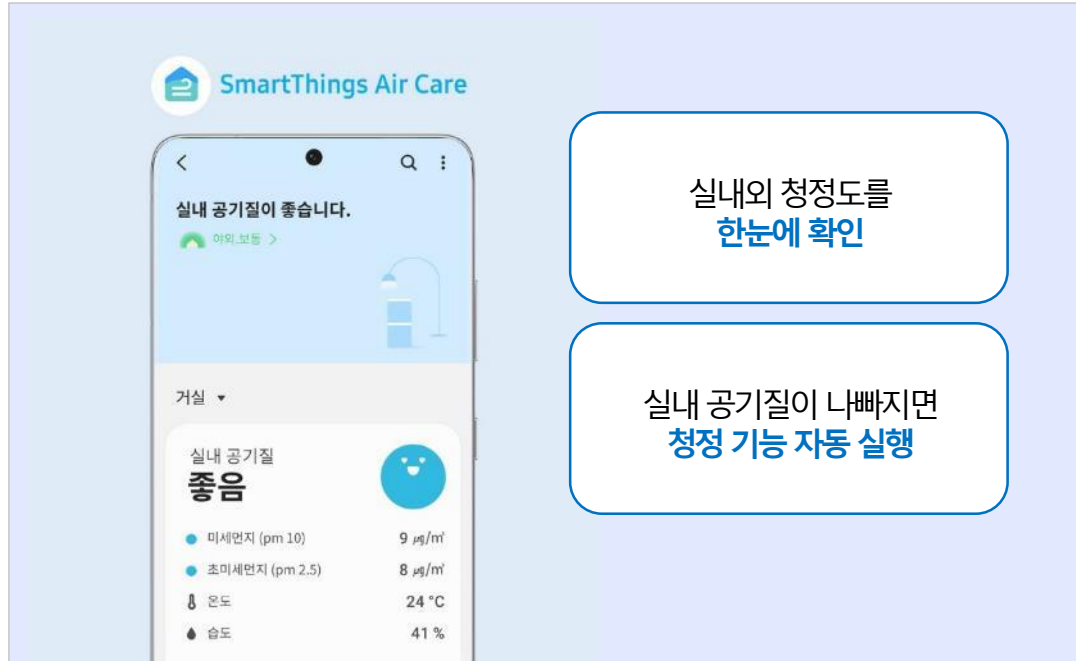 SmartThings Air Care
실내 공기질이 좋습니다.
야외.보통 >
거실 ▼
실내 공기질
좋음
미세먼지 (pm 10) 9 ㎍/㎥
초미세먼지 (pm 2.5) 8 ㎍/㎥
온도 24 °C
습도 41 %
실내외 청정도를
한눈에 확인
실내 공기질이 나빠지면
청정 기능 자동 실행